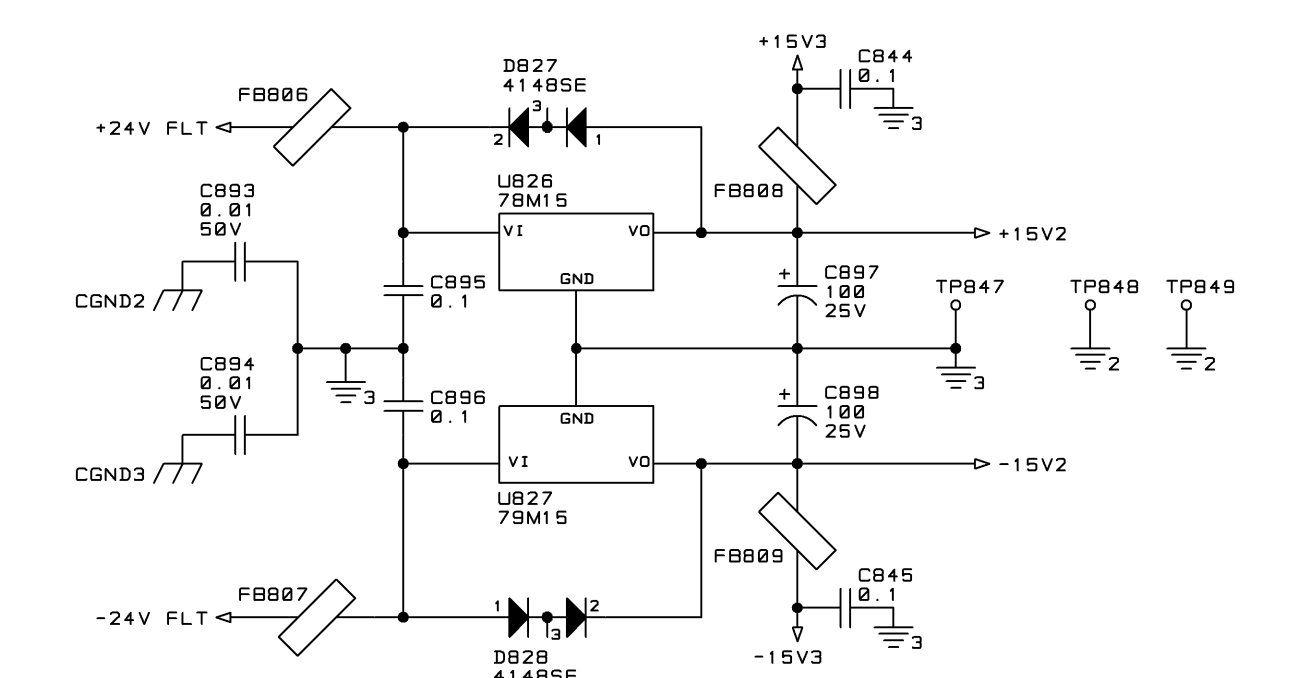 +15V3
C844
0.1
3
D827
4148SE
3
2
1
FB806
+24V FLT
FB808
U826
78M15
VI
VO
GND
+15V2
C893
0.01
50V
CGND2
C895
0.1
+
C897
100
25V
TP847
3
TP848
2
TP849
2
C894
0.01
50V
CGND3
3
C896
0.1
+
C898
100
25V
GND
VI
VO
U827
79M15
-15V2
FB809
C845
0.1
3
-15V3
FB807
-24V FLT
1
2
3
D828
4148SE